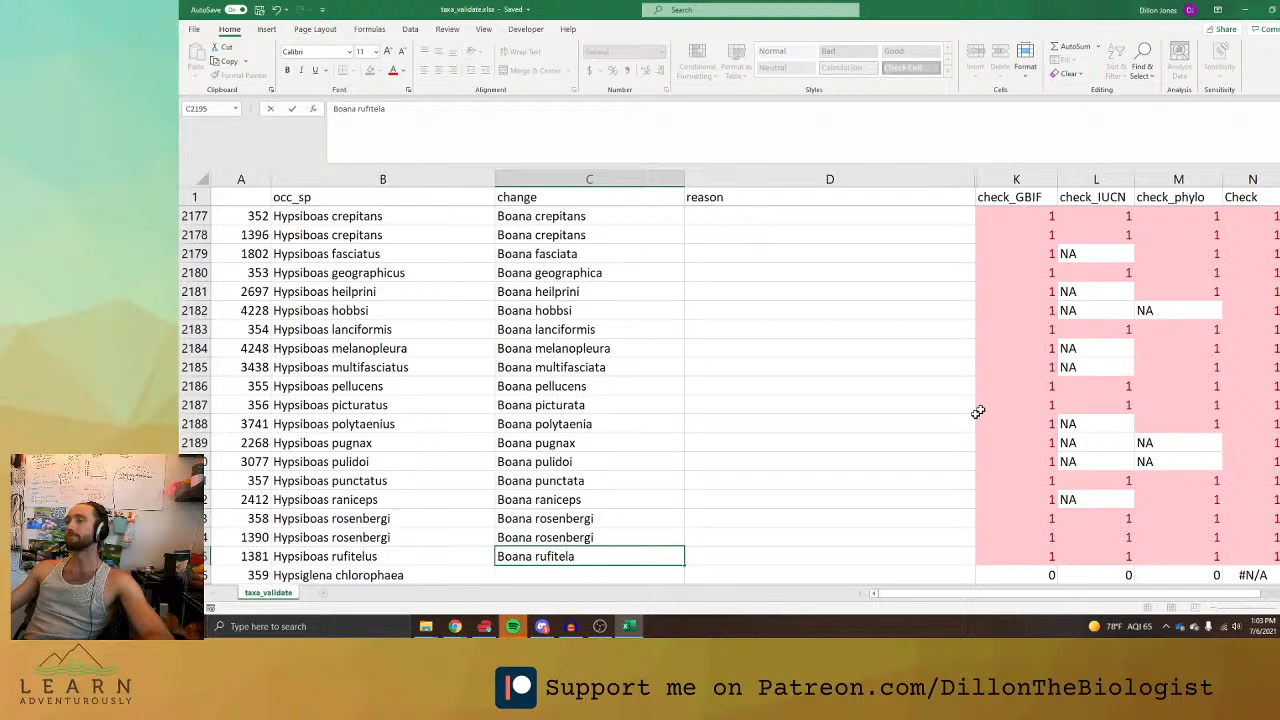 AutoSave On
taxa_validate.xlsx - Saved
Search
Dillon Jones
DJ
File Home Insert Page Layout Formulas Data Review View Developer Help
Share
Comm
Paste
Cut
Copy
Format Painter
Clipboard
Calibri 11
B I U
Font
Wrap Text
Merge & Center
Alignment
General
Number
Conditional Formatting
Format as Table
Normal Bad Good
Neutral Calculation Check Cell
Styles
Insert Delete Format
Cells
AutoSum
Fill
Clear
Sort & Filter
Find & Select
Editing
Analyze Data
Analysis
Sensitivity
Sensitivity
C2195
Boana rufitela
A B C D K L M N
1 occ_sp change reason check_GBIF check_IUCN check_phylo Check
2177 352 Hypsiboas crepitans Boana crepitans 1 1 1 1
2178 1396 Hypsiboas crepitans Boana crepitans 1 1 1 1
2179 1802 Hypsiboas fasciatus Boana fasciata 1 NA 1 1
2180 353 Hypsiboas geographicus Boana geographica 1 1 1 1
2181 2697 Hypsiboas heilprini Boana heilprini 1 NA 1 1
2182 4228 Hypsiboas hobbsi Boana hobbsi 1 NA NA 1
2183 354 Hypsiboas lanciformis Boana lanciformis 1 1 1 1
2184 4248 Hypsiboas melanopleura Boana melanopleura 1 NA 1 1
2185 3438 Hypsiboas multifasciatus Boana multifasciata 1 NA 1 1
2186 355 Hypsiboas pellucens Boana pellucens 1 1 1 1
2187 356 Hypsiboas picturatus Boana picturata 1 1 1 1
2188 3741 Hypsiboas polytaenius Boana polytaenia 1 NA 1 1
2189 2268 Hypsiboas pugnax Boana pugnax 1 NA NA 1
0 3077 Hypsiboas pulidoi Boana pulidoi 1 NA NA 1
357 Hypsiboas punctatus Boana punctata 1 1 1 1
2 2412 Hypsiboas raniceps Boana raniceps 1 NA 1 1
3 358 Hypsiboas rosenbergi Boana rosenbergi 1 1 1 1
1390 Hypsiboas rosenbergi Boana rosenbergi 1 1 1 1
1381 Hypsiboas rufitelus Boana rufitela 1 1 1 1
359 Hypsiglena chlorophaea 0 0 0 #N/A
taxa_validate
Type here to search
78°F AQI 65
1:03 PM
7/6/2021
LEARN
ADVENTUROUSLY
Support me on Patreon.com/DillonTheBiologist